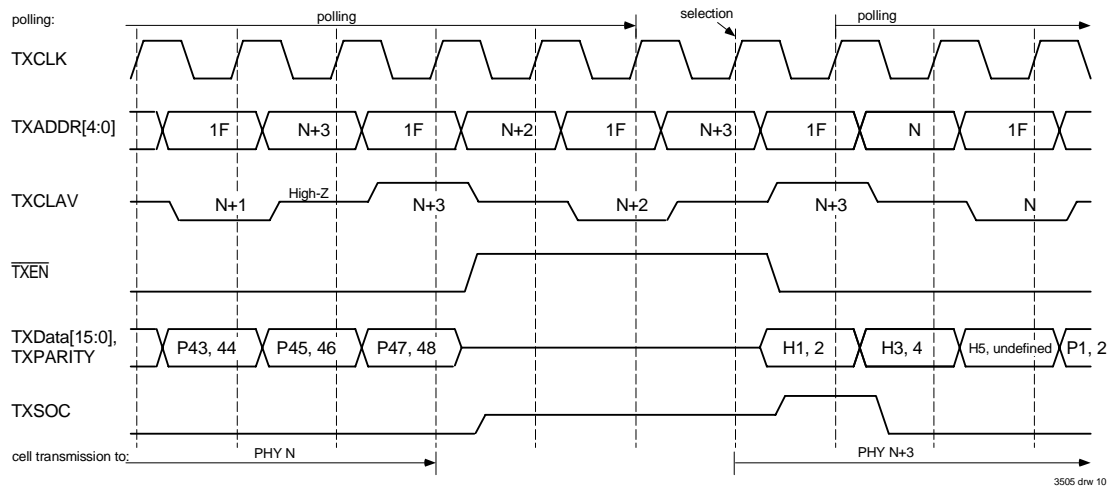 polling: polling selection polling
TXCLK
TXADDR[4:0] 1F N+3 1F N+2 1F N+3 1F N 1F
TXCLAV N+1 High-Z N+3 N+2 N+3 N
TXEN
TXData[15:0], TXPARITY P43, 44 P45, 46 P47, 48 H1, 2 H3, 4 H5, undefined P1, 2
TXSOC
cell transmission to: PHY N PHY N+3
3505 drw 10